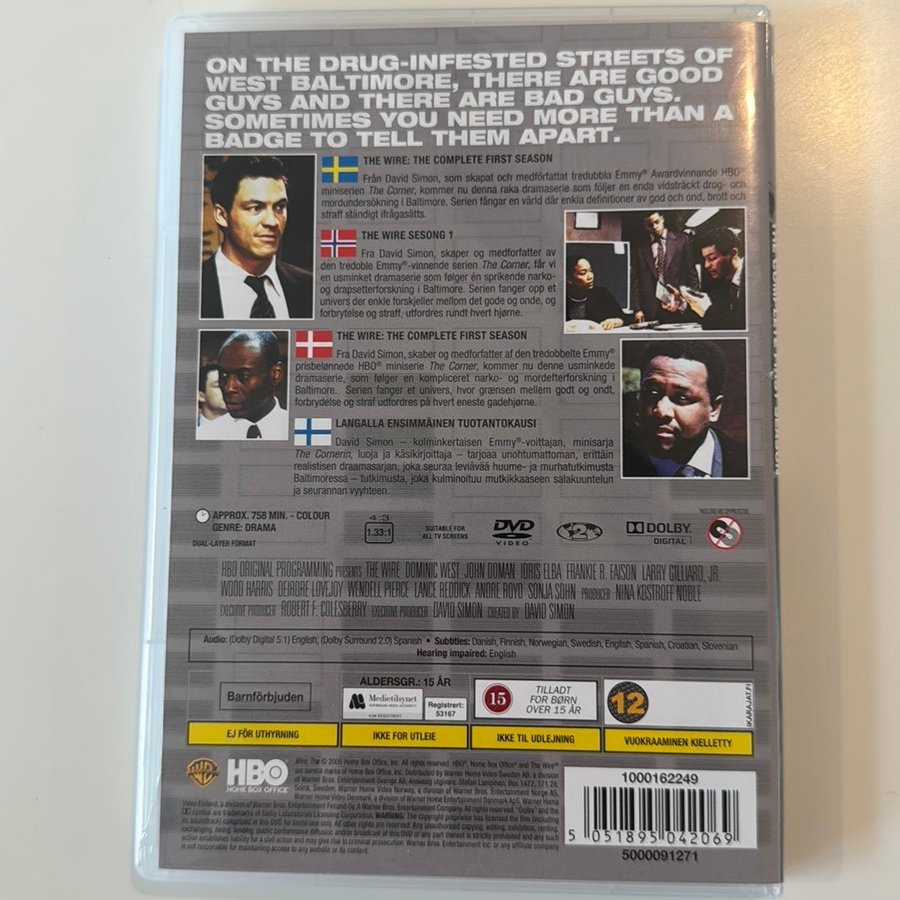 ON THE DRUG-INFESTED STREETS OF
WEST BALTIMORE, THERE ARE GOOD
GUYS AND THERE ARE BAD GUYS.
SOMETIMES YOU NEED MORE THAN A
BADGE TO TELL THEM APART.
THE WIRE: THE COMPLETE FIRST SEASON
Från David Simon, som skapat och medförfattat tredubbla Emmy® Awardvinnande HBO®
miniserien The Corner, kommer nu denna raka dramaserie som följer en enda vidsträckt drog- och
mordundersökning i Baltimore. Serien fångar en värld där enkla definitioner av god och ond, brott och
straff ständigt ifrågasätts.
THE WIRE SESONG 1
Fra David Simon, skaper og medforfatter av
den tredoble Emmy®-vinnende serien The Corner, får vi
en usminket dramaserie som følger én sprikende narko-
og drapsetterforskning i Baltimore. Serien fanger opp et
univers der enkle forskjeller mellom det gode og onde, og
forbrytelse og straff, utfordres rundt hvert hjørne.
THE WIRE: THE COMPLETE FIRST SEASON
Fra David Simon, skaber og medforfatter af den tredobbelte Emmy®
prisbelønnede HBO® miniserie The Corner, kommer nu denne usminkede
dramaserie, som følger en kompliceret narko- og mordefterforskning i
Baltimore. Serien fanger et univers, hvor grænsen mellem godt og ondt,
forbrydelse og straf udfordres på hvert eneste gadehjørne.
LANGALLA ENSIMMÄINEN TUOTANTOKAUSI
David Simon – kolminkertaisen Emmy®-voittajan, minisarja
The Cornerin, luoja ja käsikirjoittaja – tarjoaa unohtumattoman, erittäin
realistisen draamasarjan, joka seuraa leviävää huume- ja murhatutkimusta
Baltimoressa – tutkimusta, joka kulminoituu mutkikkaaseen salakuuntelun
ja seurannan vyyhteen.
APPROX. 758 MIN. - COLOUR
GENRE: DRAMA
DUAL-LAYER FORMAT
4:3
1.33:1
SUITABLE FOR
ALL TV SCREENS
DVD
VIDEO
2
DOLBY
DIGITAL
HBO ORIGINAL PROGRAMMING PRESENTS THE WIRE DOMINIC WEST JOHN DOMAN IDRIS ELBA FRANKIE R. FAISON LARRY GILLIARD, JR.
WOOD HARRIS DEIRDRE LOVEJOY WENDELL PIERCE LANCE REDDICK ANDRE ROYO SONJA SOHN PRODUCER NINA KOSTROFF NOBLE
EXECUTIVE PRODUCER ROBERT F. COLESBERRY EXECUTIVE PRODUCER DAVID SIMON CREATED BY DAVID SIMON
Audio: (Dolby Digital 5.1) English, (Dolby Surround 2.0) Spanish • Subtitles: Danish, Finnish, Norwegian, Swedish, English, Spanish, Croatian, Slovenian
Hearing impaired: English
Barnförbjuden
ALDERSGR.: 15 ÅR
Medietilsynet
NORWEGIAN MEDIA AUTHORITY
Registrert:
53167
15
TILLADT
FOR BØRN
OVER 15 ÅR
12
IKARAJAT.FI
EJ FÖR UTHYRNING
IKKE FOR UTLEIE
IKKE TIL UDLEJNING
VUOKRAAMINEN KIELLETTY
WB
HBO
HOME BOX OFFICE
1000162249
5 051895 042069
5000091271